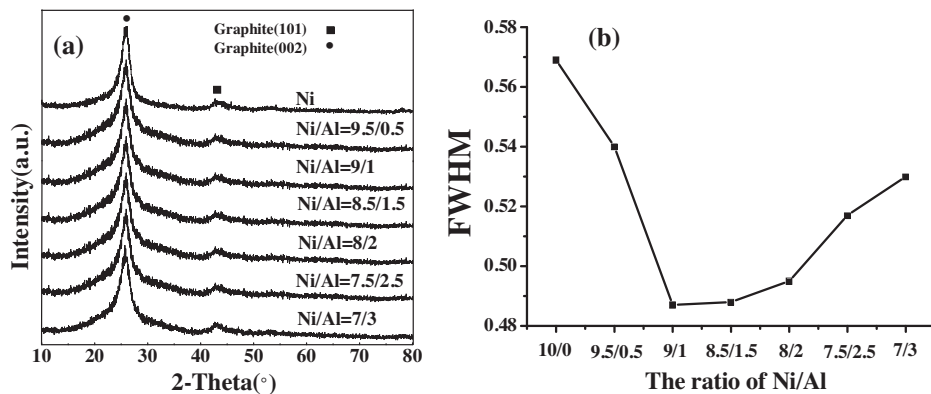 (a)
Graphite(101) ■
Graphite(002) •
Ni
Ni/Al=9.5/0.5
Ni/Al=9/1
Ni/Al=8.5/1.5
Ni/Al=8/2
Ni/Al=7.5/2.5
Ni/Al=7/3
Intensity(a.u.)
10 20 30 40 50 60 70 80
2-Theta(°)
(b)
FWHM
0.58
0.56
0.54
0.52
0.50
0.48
10/0 9.5/0.5 9/1 8.5/1.5 8/2 7.5/2.5 7/3
The ratio of Ni/Al